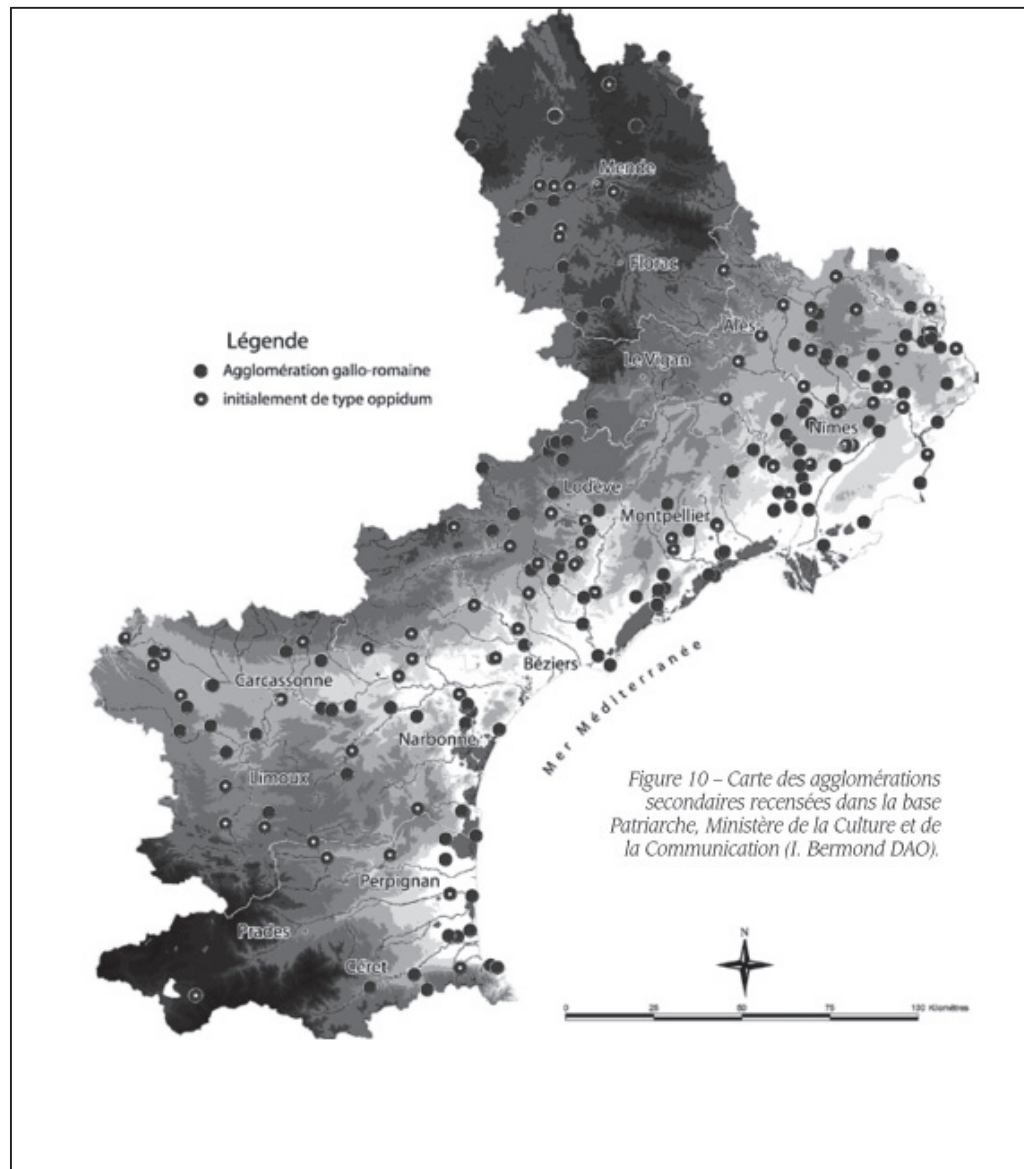 Mende
Florac
Alès
Le Vigan
Légende
Agglomération gallo-romaine
initialement de type oppidum
Nîmes
Lodève
Montpellier
Béziers
Mer Méditerranée
Carcassonne
Narbonne
Limoux
Figure 10 – Carte des agglomérations
secondaires recensées dans la base
Patriarche, Ministère de la Culture et de
la Communication (I. Bermond DAO).
Perpignan
Prades
Céret
N
0 25 50 75 100 Kilomètres